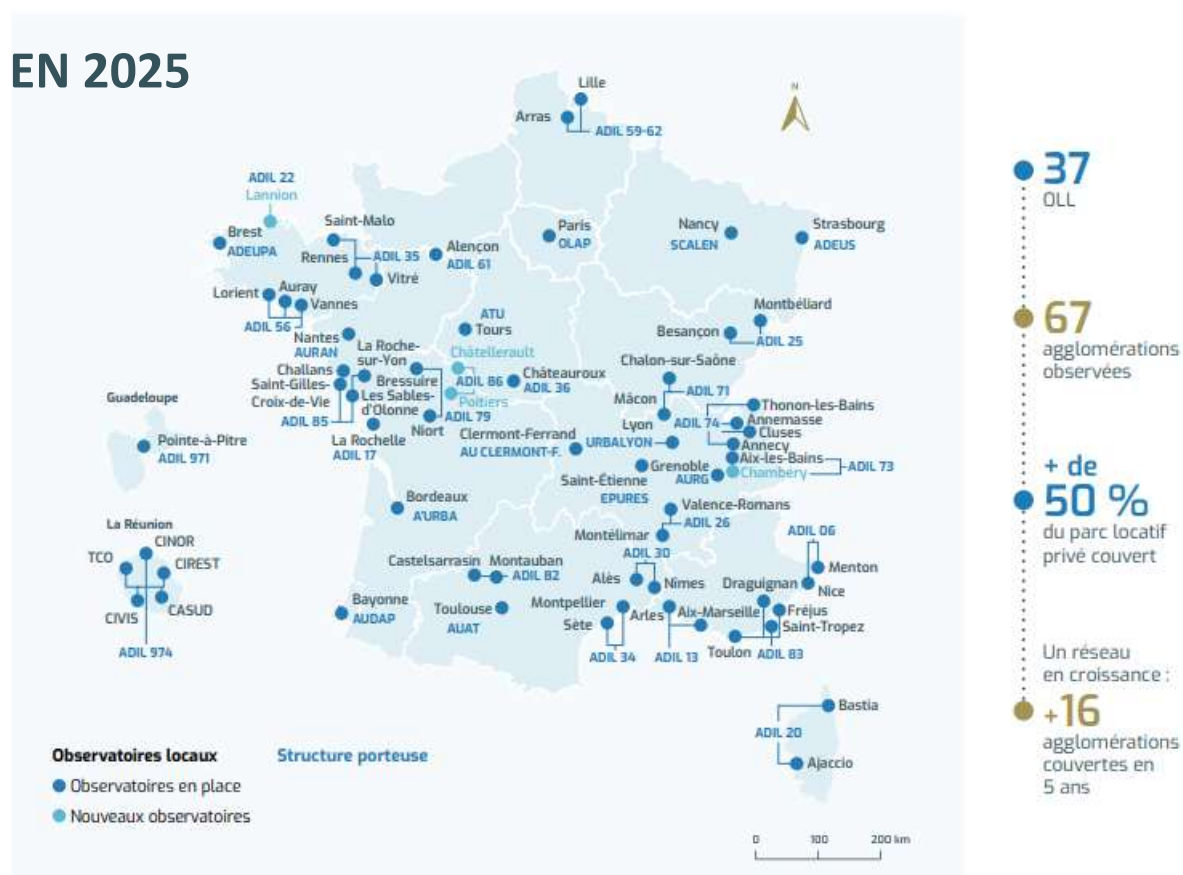 EN 2025
N
Lille
Arras
ADIL 59-62
ADIL 22
Lannion
Brest
ADEUPA
Saint-Malo
Rennes
ADIL 35
Vitré
Alençon
ADIL 61
Paris
OLAP
Nancy
SCALEN
Strasbourg
ADEUS
Lorient
Auray
Vannes
ADIL 56
ATU
Tours
Montbéliard
Besançon
ADIL 25
Nantes
AURAN
La Roche-
sur-Yon
Challans
Saint-Gilles-
Croix-de-Vie
Les Sables-
d'Olonne
ADIL 85
Bressuire
Niort
ADIL 79
Châtellerault
ADIL 86
Poitiers
Châteauroux
ADIL 36
La Rochelle
ADIL 17
Chalon-sur-Saône
ADIL 71
Mâcon
Lyon
URBALYON
Clermont-Ferrand
AU CLERMONT-F.
Thonon-les-Bains
ADIL 74
Annemasse
Cluses
Annecy
Aix-les-Bains
Chambéry
ADIL 73
Grenoble
AURG
Saint-Étienne
EPURES
Guadeloupe
Pointe-à-Pitre
ADIL 971
La Réunion
CINOR
TCO
CIREST
CIVIS
CASUD
ADIL 974
Bordeaux
A'URBA
Valence-Romans
ADIL 26
Montélimar
Castelsarrasin
Montauban
ADIL 82
ADIL 30
Alès
Nîmes
ADIL 06
Menton
Nice
Bayonne
AUDAP
Toulouse
AUAT
Montpellier
Sète
ADIL 34
Arles
Aix-Marseille
ADIL 13
Draguignan
Fréjus
Saint-Tropez
Toulon
ADIL 83
Bastia
ADIL 20
Ajaccio
Observatoires locaux
Structure porteuse
Observatoires en place
Nouveaux observatoires
0 100 200 km
37
OLL
67
agglomérations
observées
+ de
50 %
du parc locatif
privé couvert
Un réseau
en croissance :
+16
agglomérations
couvertes en
5 ans